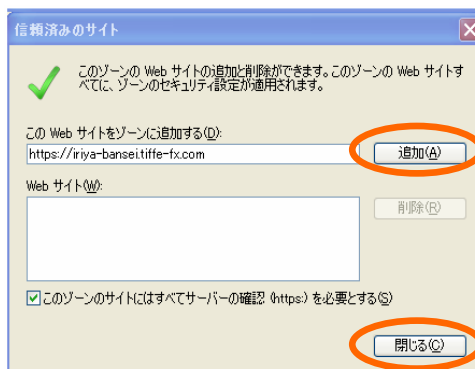 信頼済みのサイト
このゾーンの Web サイトの追加と削除ができます。このゾーンの Web サイトす
べてに、ゾーンのセキュリティ設定が適用されます。
この Web サイトをゾーンに追加する(D):
https://iriya-bansei.tiffe-fx.com
追加(A)
Web サイト(W):
削除(R)
このゾーンのサイトにはすべてサーバーの確認 (https:) を必要とする(S)
閉じる(C)